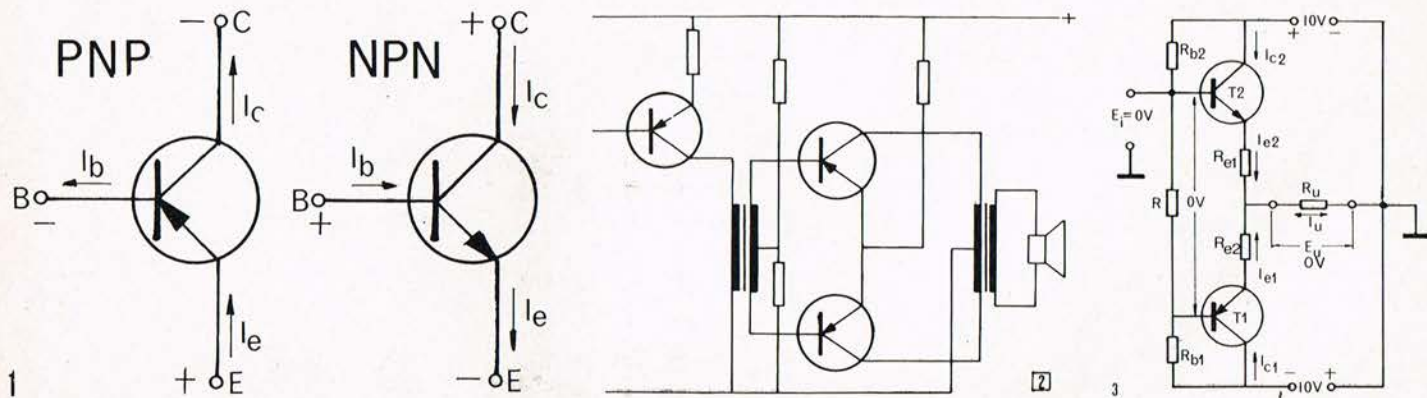 PNP
− C
Ic
Ib
B
−
Ie
+ E
1
NPN
+ C
Ic
Ib
B
+
Ie
− E
+
2
10V
+ −
Rb2
Ic2
T2
Ei=0V
Re1
Ie2
R
0V
Ru
Iu
Re2
Eu
0V
Ie1
T1
Rb1
Ic1
− 10V +
3